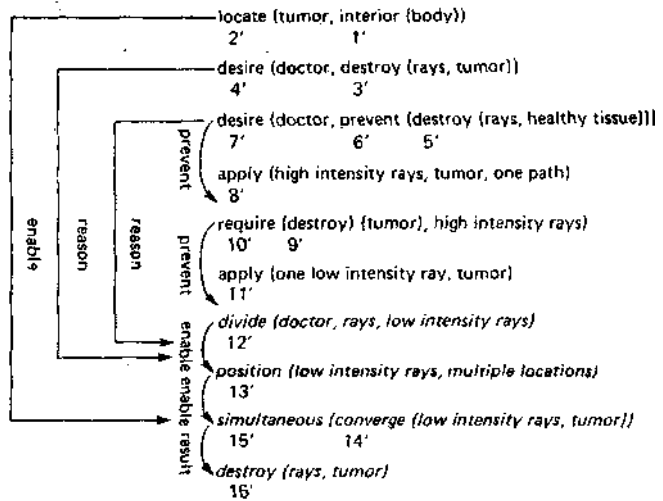 locate (tumor, interior (body))
2' 1'
desire (doctor, destroy (rays, tumor))
4' 3'
desire (doctor, prevent (destroy (rays, healthy tissue)))
7' 6' 5'
prevent
apply (high intensity rays, tumor, one path)
8'
require (destroy) (tumor), high intensity rays)
10' 9'
prevent
apply (one low intensity ray, tumor)
11'
enable
reason
reason
divide (doctor, rays, low intensity rays)
12'
enable
position (low intensity rays, multiple locations)
13'
enable
simultaneous (converge (low intensity rays, tumor))
15' 14'
result
destroy (rays, tumor)
16'